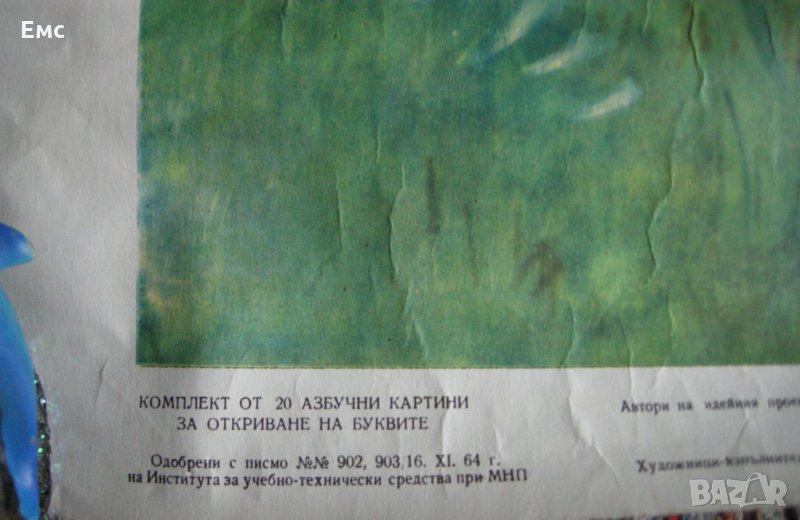 Емс
КОМПЛЕКТ ОТ 20 АЗБУЧНИ КАРТИНИ
ЗА ОТКРИВАНЕ НА БУКВИТЕ
Одобрени с писмо №№ 902, 903,16. XI. 64 г.
на Института за учебно-технически средства при МНП
Автори на идейния
BAZAR